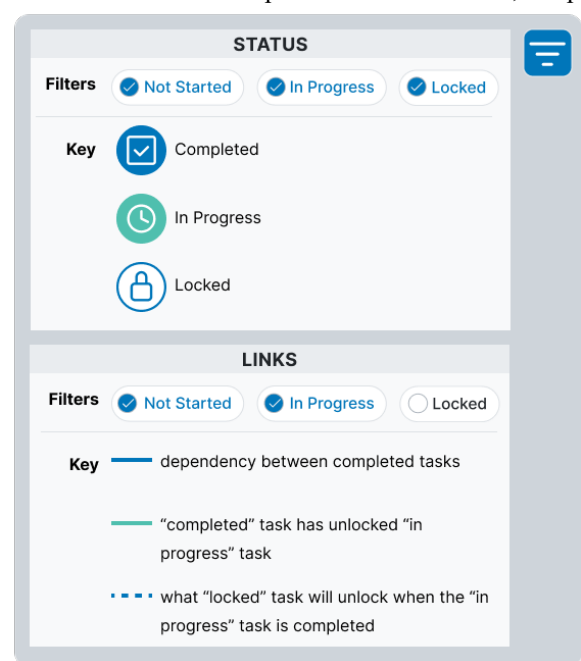 STATUS
Filters Not Started In Progress Locked
Key Completed
In Progress
Locked
LINKS
Filters Not Started In Progress Locked
Key dependency between completed tasks
“completed” task has unlocked “in
progress” task
what “locked” task will unlock when the “in
progress” task is completed